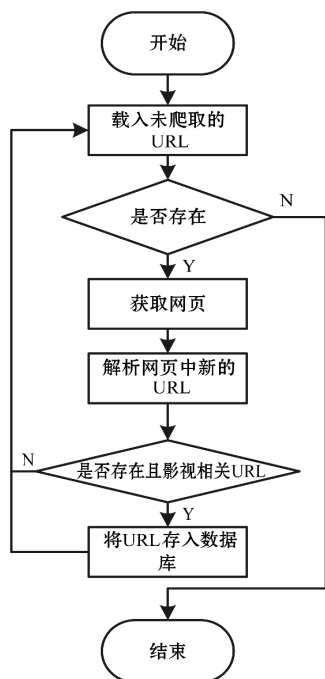 开始
载入未爬取的
URL
是否存在
N
Y
获取网页
解析网页中新的
URL
是否存在且影视相关URL
N
Y
将URL存入数据
库
结束